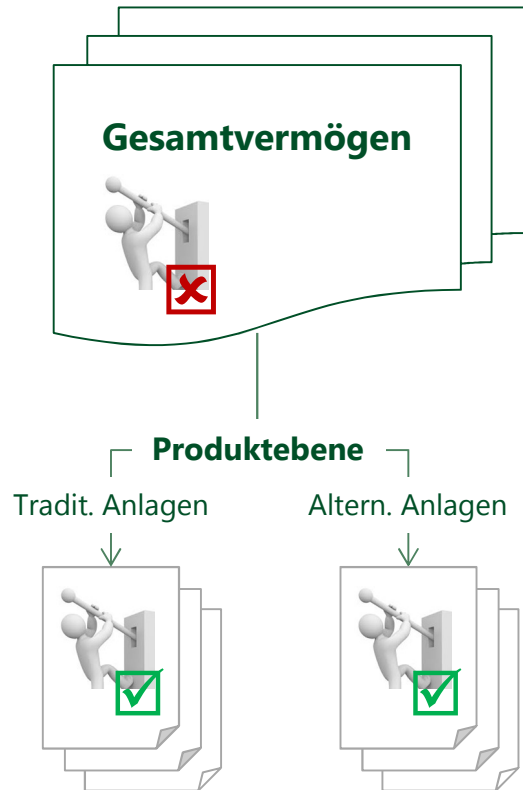 Gesamtvermögen
Produktebene
Tradit. Anlagen
Altern. Anlagen